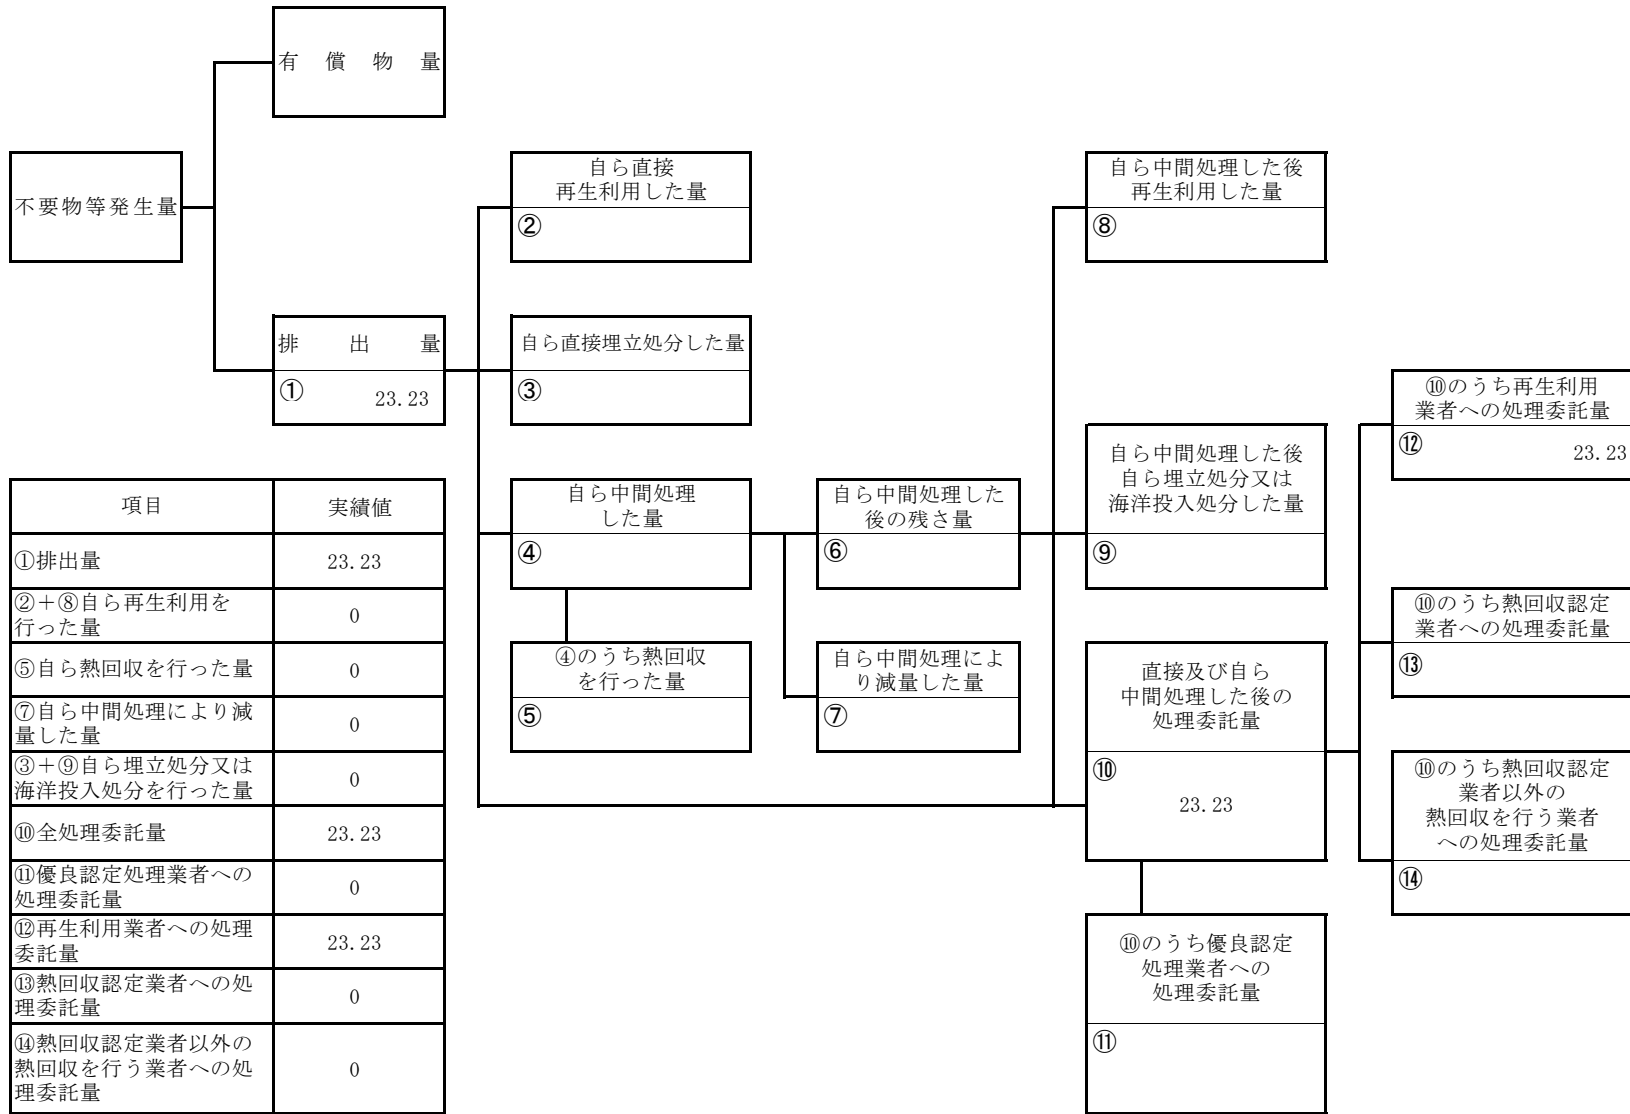 有償物量
不要物等発生量
排出量
① 23.23
自ら直接
再生利用した量
②
自ら直接埋立処分した量
③
自ら中間処理
した量
④
④のうち熱回収
を行った量
⑤
自ら中間処理した
後の残さ量
⑥
自ら中間処理によ
り減量した量
⑦
自ら中間処理した後
再生利用した量
⑧
自ら中間処理した後
自ら埋立処分又は
海洋投入処分した量
⑨
直接及び自ら
中間処理した後の
処理委託量
⑩
23.23
⑩のうち優良認定
処理業者への
処理委託量
⑪
⑩のうち再生利用
業者への処理委託量
⑫ 23.23
⑩のうち熱回収認定
業者への処理委託量
⑬
⑩のうち熱回収認定
業者以外の
熱回収を行う業者
への処理委託量
⑭
項目 実績値
①排出量 23.23
②+⑧自ら再生利用を
行った量 0
⑤自ら熱回収を行った量 0
⑦自ら中間処理により減
量した量 0
③+⑨自ら埋立処分又は
海洋投入処分を行った量 0
⑩全処理委託量 23.23
⑪優良認定処理業者への
処理委託量 0
⑫再生利用業者への処理
委託量 23.23
⑬熱回収認定業者への処
理委託量 0
⑭熱回収認定業者以外の
熱回収を行う業者への処
理委託量 0